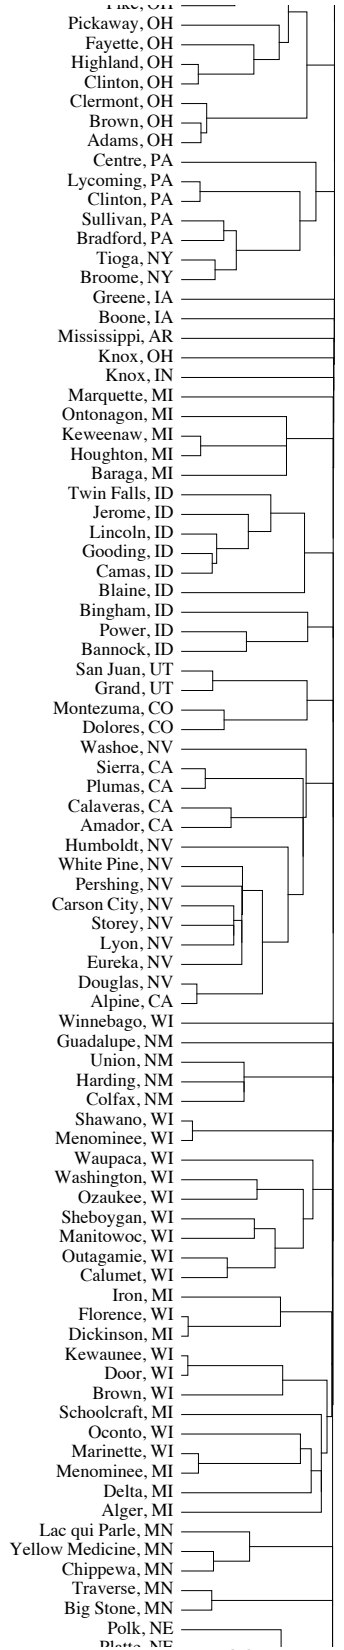 Pike, OH
Pickaway, OH
Fayette, OH
Highland, OH
Clinton, OH
Clermont, OH
Brown, OH
Adams, OH
Centre, PA
Lycoming, PA
Clinton, PA
Sullivan, PA
Bradford, PA
Tioga, NY
Broome, NY
Greene, IA
Boone, IA
Mississippi, AR
Knox, OH
Knox, IN
Marquette, MI
Ontonagon, MI
Keweenaw, MI
Houghton, MI
Baraga, MI
Twin Falls, ID
Jerome, ID
Lincoln, ID
Gooding, ID
Camas, ID
Blaine, ID
Bingham, ID
Power, ID
Bannock, ID
San Juan, UT
Grand, UT
Montezuma, CO
Dolores, CO
Washoe, NV
Sierra, CA
Plumas, CA
Calaveras, CA
Amador, CA
Humboldt, NV
White Pine, NV
Pershing, NV
Carson City, NV
Storey, NV
Lyon, NV
Eureka, NV
Douglas, NV
Alpine, CA
Winnebago, WI
Guadalupe, NM
Union, NM
Harding, NM
Colfax, NM
Shawano, WI
Menominee, WI
Waupaca, WI
Washington, WI
Ozaukee, WI
Sheboygan, WI
Manitowoc, WI
Outagamie, WI
Calumet, WI
Iron, MI
Florence, WI
Dickinson, MI
Kewaunee, WI
Door, WI
Brown, WI
Schoolcraft, MI
Oconto, WI
Marinette, WI
Menominee, MI
Delta, MI
Alger, MI
Lac qui Parle, MN
Yellow Medicine, MN
Chippewa, MN
Traverse, MN
Big Stone, MN
Polk, NE
Platte, NE